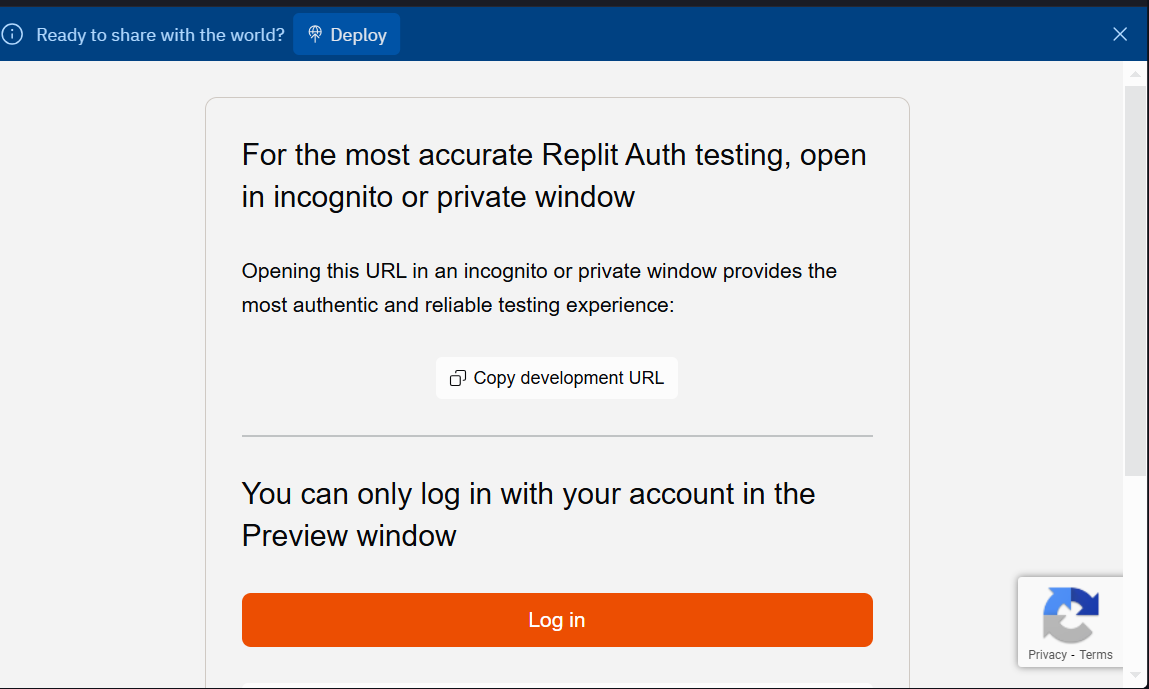 Ready to share with the world?
Deploy
For the most accurate Replit Auth testing, open
in incognito or private window
Opening this URL in an incognito or private window provides the
most authentic and reliable testing experience:
Copy development URL
You can only log in with your account in the
Preview window
Log in
Privacy - Terms